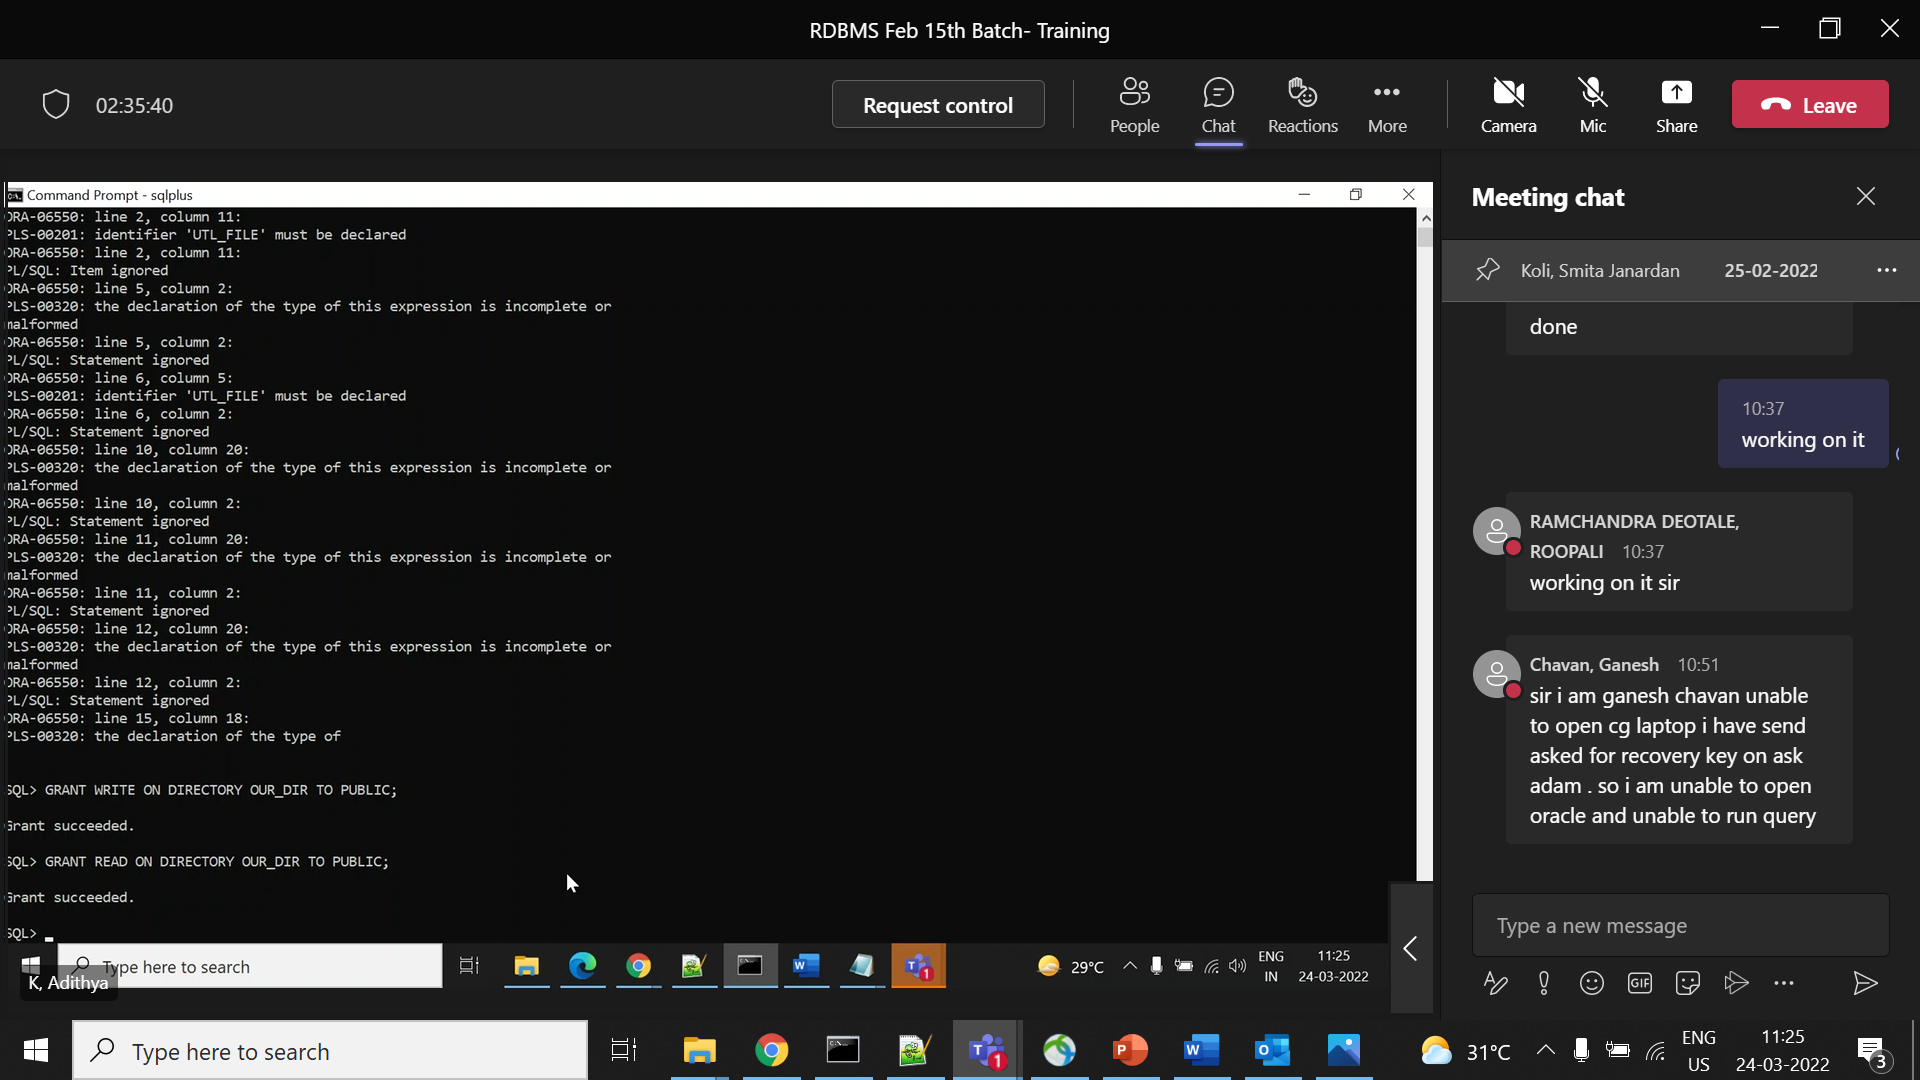 RDBMS Feb 15th Batch- Training
02:35:40
Request control
People
Chat
Reactions
More
Camera
Mic
Share
Leave
Command Prompt - sqlplus
ORA-06550: line 2, column 11:
PLS-00201: identifier 'UTL_FILE' must be declared
ORA-06550: line 2, column 11:
PL/SQL: Item ignored
ORA-06550: line 5, column 2:
PLS-00320: the declaration of the type of this expression is incomplete or
malformed
ORA-06550: line 5, column 2:
PL/SQL: Statement ignored
ORA-06550: line 6, column 5:
PLS-00201: identifier 'UTL_FILE' must be declared
ORA-06550: line 6, column 2:
PL/SQL: Statement ignored
ORA-06550: line 10, column 20:
PLS-00320: the declaration of the type of this expression is incomplete or
malformed
ORA-06550: line 10, column 2:
PL/SQL: Statement ignored
ORA-06550: line 11, column 20:
PLS-00320: the declaration of the type of this expression is incomplete or
malformed
ORA-06550: line 11, column 2:
PL/SQL: Statement ignored
ORA-06550: line 12, column 20:
PLS-00320: the declaration of the type of this expression is incomplete or
malformed
ORA-06550: line 12, column 2:
PL/SQL: Statement ignored
ORA-06550: line 15, column 18:
PLS-00320: the declaration of the type of
SQL> GRANT WRITE ON DIRECTORY OUR_DIR TO PUBLIC;
Grant succeeded.
SQL> GRANT READ ON DIRECTORY OUR_DIR TO PUBLIC;
Grant succeeded.
SQL>
Type here to search
K, Adithya
1
29°C
ENG
IN
11:25
24-03-2022
Meeting chat
Koli, Smita Janardan 25-02-2022
done
10:37
working on it
RAMCHANDRA DEOTALE,
ROOPALI 10:37
working on it sir
Chavan, Ganesh 10:51
sir i am ganesh chavan unable
to open cg laptop i have send
asked for recovery key on ask
adam . so i am unable to open
oracle and unable to run query
Type a new message
GIF
Type here to search
1
31°C
ENG
US
11:25
24-03-2022
3